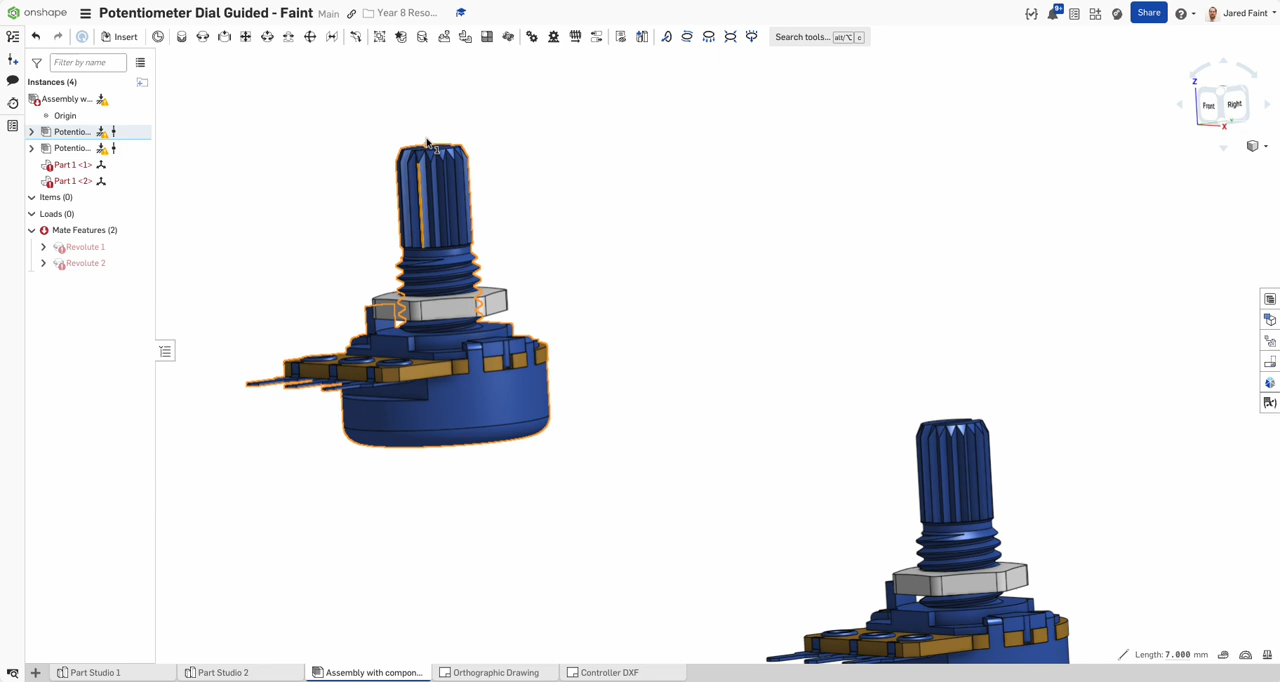 onshape Potentiometer Dial Guided - Faint Main Year 8 Reso... 9+ Share Jared Faint
Insert Search tools... alt/⌥ c
Filter by name
Instances (4)
Assembly w...
Origin
Potentio...
Potentio...
Part 1 <1>
Part 1 <2>
Items (0)
Loads (0)
Mate Features (2)
Revolute 1
Revolute 2
Z
Front Right
X
Length: 7.000 mm
Part Studio 1 Part Studio 2 Assembly with compon... Orthographic Drawing Controller DXF